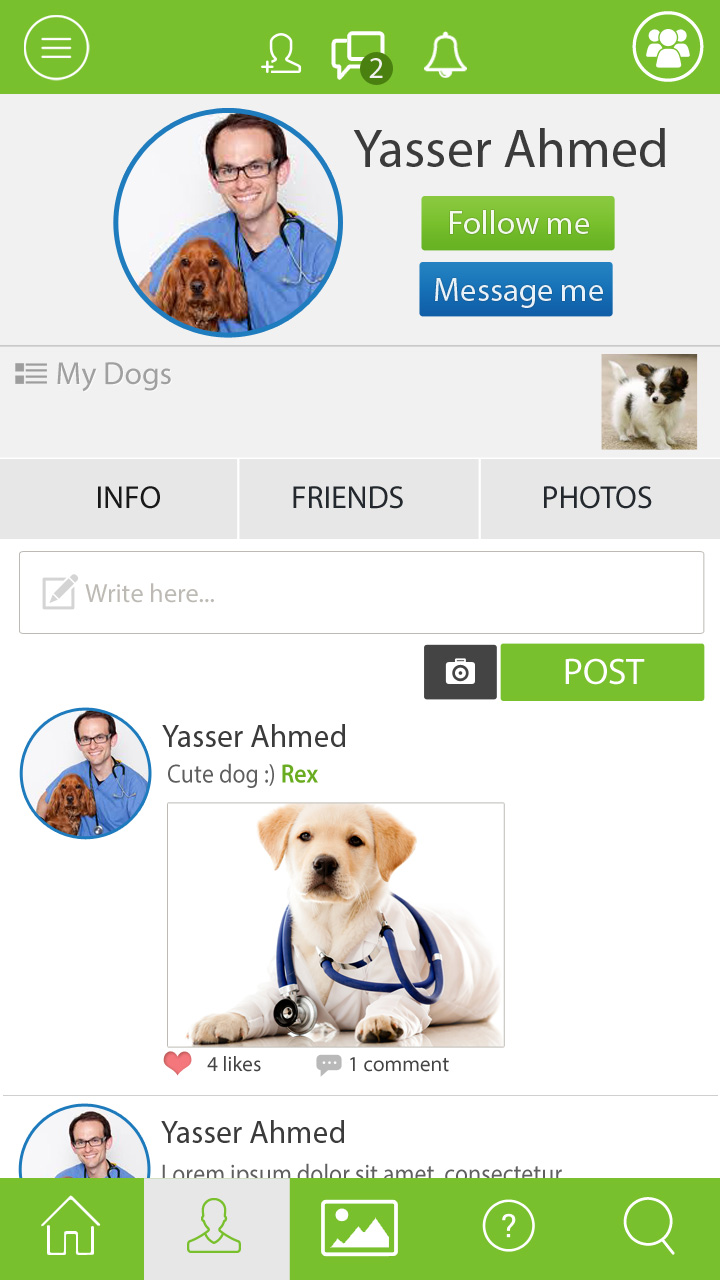 2
Yasser Ahmed
Follow me
Message me
My Dogs
INFO
FRIENDS
PHOTOS
Write here...
POST
Yasser Ahmed
Cute dog :) Rex
4 likes
1 comment
Yasser Ahmed
Lorem ipsum dolor sit amet, consectetur
?